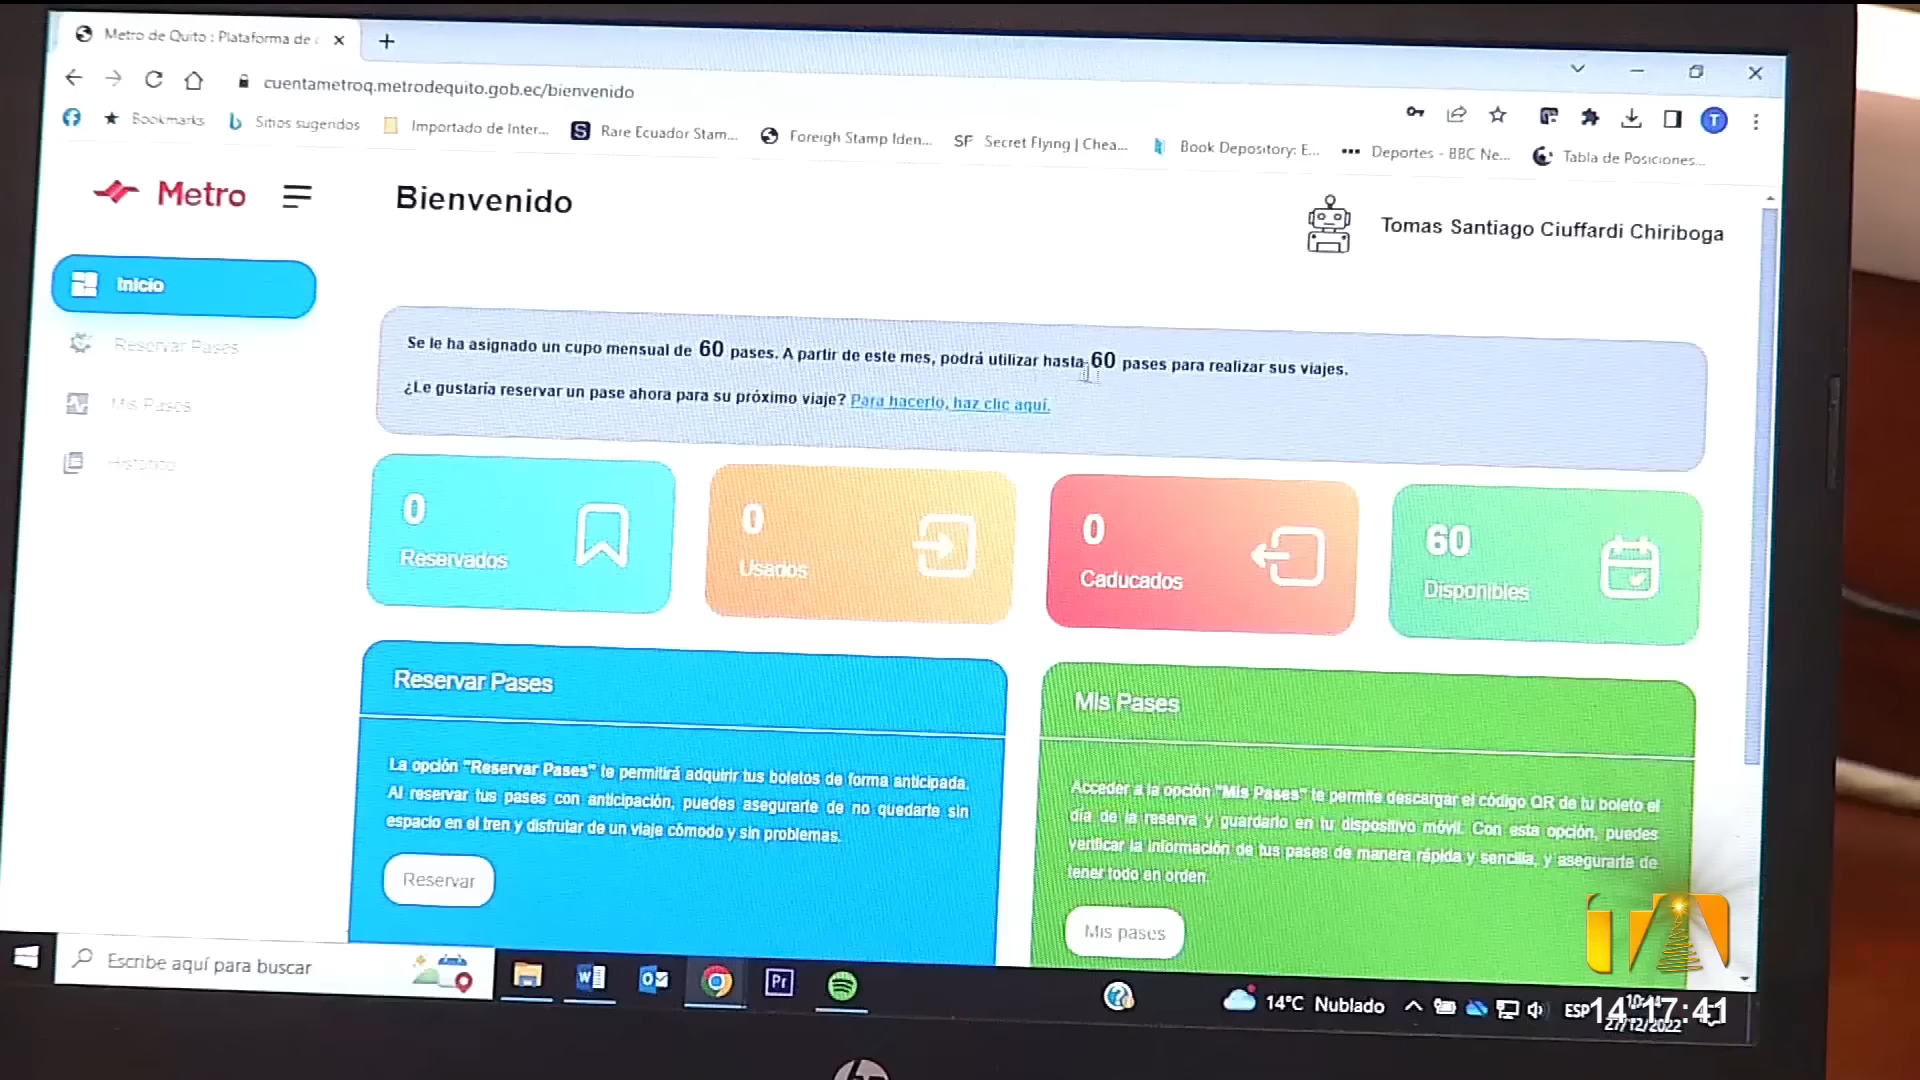 Metro de Quito : Plataforma de
cuentametroq.metrodequito.gob.ec/bienvenido
Bookmarks
Sitios sugeridos
Importado de Inter...
Rare Ecuador Stam...
Foreigh Stamp Iden...
SF Secret Flying | Chea...
Book Depository: E...
Deportes - BBC Ne...
Tabla de Posiciones...
T
Metro
Bienvenido
Tomas Santiago Ciuffardi Chiriboga
Inicio
Reservar Pases
Mis Pases
Histórico
Se le ha asignado un cupo mensual de 60 pases. A partir de este mes, podrá utilizar hasta 60 pases para realizar sus viajes.
¿Le gustaría reservar un pase ahora para su próximo viaje? Para hacerlo, haz clic aquí.
0
Reservados
0
Usados
0
Caducados
60
Disponibles
Reservar Pases
La opción "Reservar Pases" te permitirá adquirir tus boletos de forma anticipada.
Al reservar tus pases con anticipación, puedes asegurarte de no quedarte sin
espacio en el tren y disfrutar de un viaje cómodo y sin problemas.
Reservar
Mis Pases
Acceder a la opción "Mis Pases" te permite descargar el código QR de tu boleto el
día de la reserva y guardarlo en tu dispositivo móvil. Con esta opción, puedes
verificar la información de tus pases de manera rápida y sencilla, y asegurarte de
tener todo en orden.
Mis pases
Escribe aquí para buscar
Pr
14°C Nublado
ESP
14:17:41
27/12/2022
hp